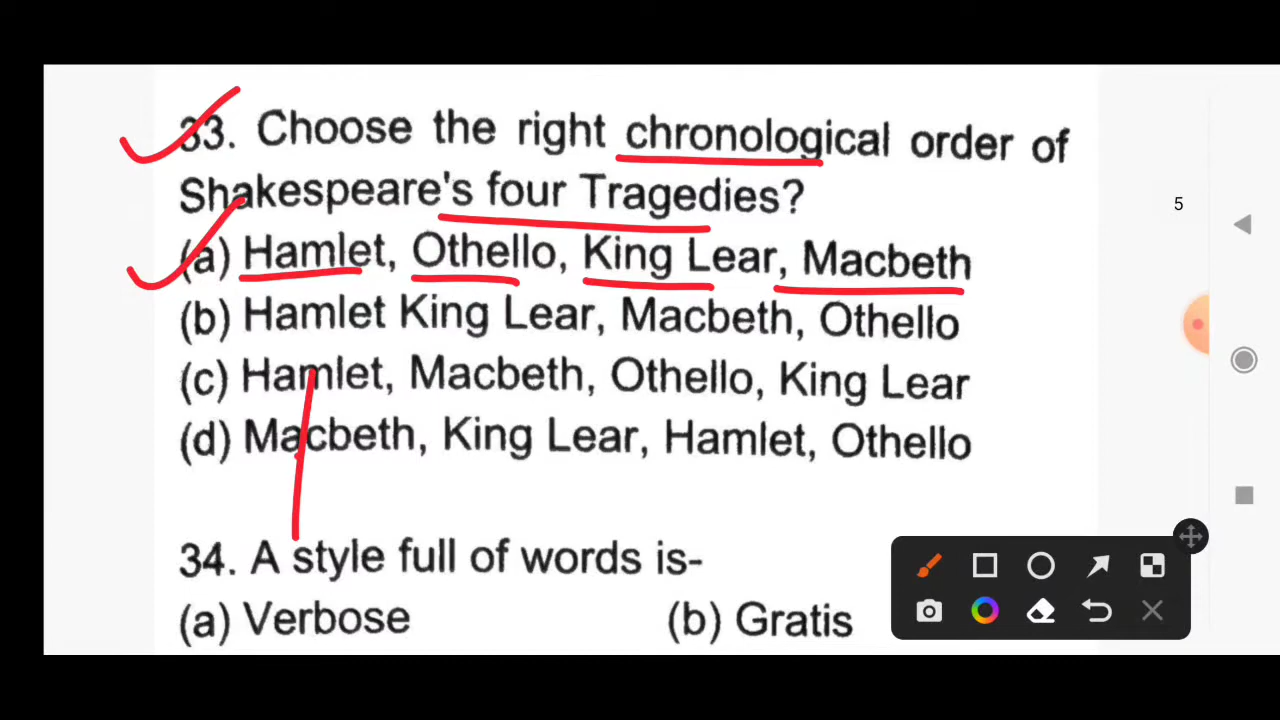 33. Choose the right chronological order of
Shakespeare's four Tragedies?
5
(a) Hamlet, Othello, King Lear, Macbeth
(b) Hamlet King Lear, Macbeth, Othello
(c) Hamlet, Macbeth, Othello, King Lear
(d) Macbeth, King Lear, Hamlet, Othello
34. A style full of words is-
(a) Verbose (b) Gratis